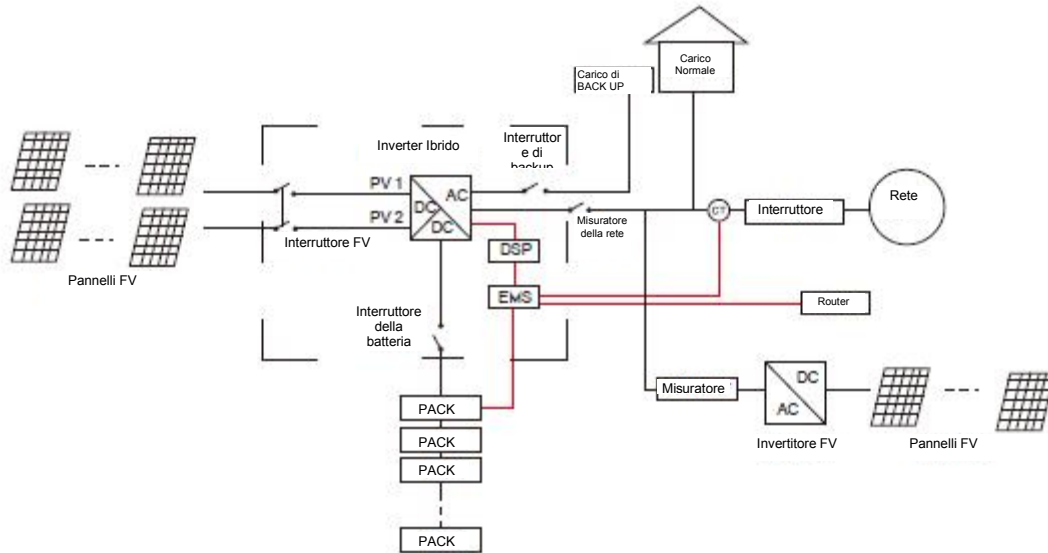 Carico
Normale
Carico di
BACK UP
Inverter Ibrido
Interruttor
e di
backup
PV 1
AC
DC
DC
PV 2
Interruttore FV
Misuratore
della rete
CT
Interruttore
Rete
Pannelli FV
DSP
EMS
Router
Interruttore
della
batteria
PACK
PACK
PACK
PACK
Misuratore
DC
AC
Invertitore FV
Pannelli FV